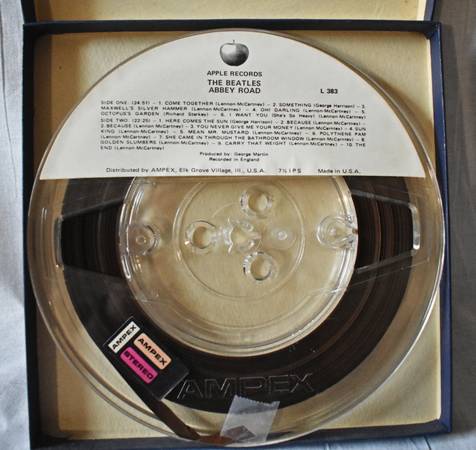 APPLE RECORDS
THE BEATLES
ABBEY ROAD
L 383
SIDE ONE: (24:51) – 1. COME TOGETHER (Lennon-McCartney) – 2. SOMETHING (George Harrison) – 3.
MAXWELL'S SILVER HAMMER (Lennon-McCartney) – 4. OH! DARLING (Lennon-McCartney) – 5.
OCTOPUS'S GARDEN (Richard Starkey) – 6. I WANT YOU (She's So Heavy) (Lennon-McCartney)
SIDE TWO: (22:25) – 1. HERE COMES THE SUN (George Harrison) – 2. BECAUSE (Lennon-McCartney) –
2. BECAUSE (Lennon-McCartney) – 3. YOU NEVER GIVE ME YOUR MONEY (Lennon-McCartney) – 4. SUN
KING (Lennon-McCartney) – 5. MEAN MR. MUSTARD (Lennon-McCartney) – 6. POLYTHENE PAM
(Lennon-McCartney) – 7. SHE CAME IN THROUGH THE BATHROOM WINDOW (Lennon-McCartney) – 8.
GOLDEN SLUMBERS (Lennon-McCartney) – 9. CARRY THAT WEIGHT (Lennon-McCartney) – 10. THE
END (Lennon-McCartney)
Produced by: George Martin
Recorded in England
Distributed by AMPEX, Elk Grove Village, Ill., U.S.A. 7½ IPS Made in U.S.A.
AMPEX
AMPEX
STEREO
AMPEX